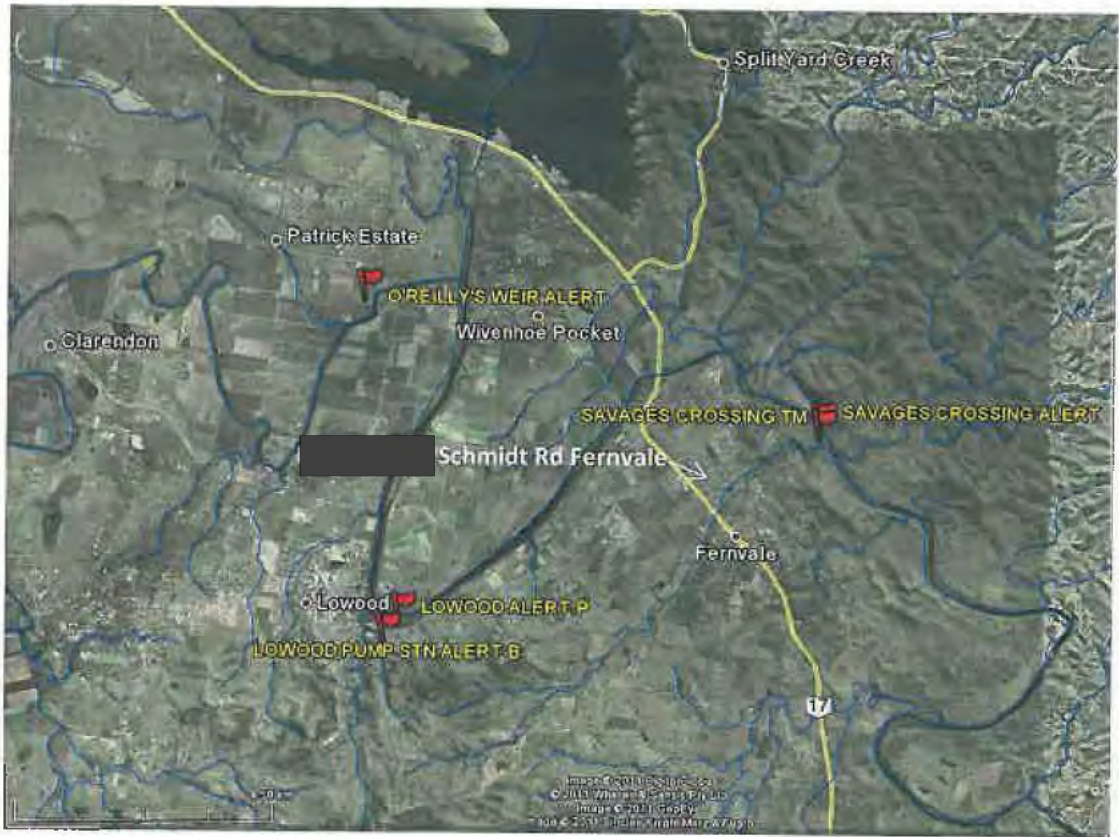 Split Yard Creek
Patrick Estate
O'REILLY'S WEIR ALERT
Wivenhoe Pocket
Clarendon
SAVAGES CROSSING TM
SAVAGES CROSSING ALERT
Schmidt Rd Fernvale
Fernvale
Lowood
LOWOOD ALERT-P
LOWOOD PUMP STN ALERT-B
17